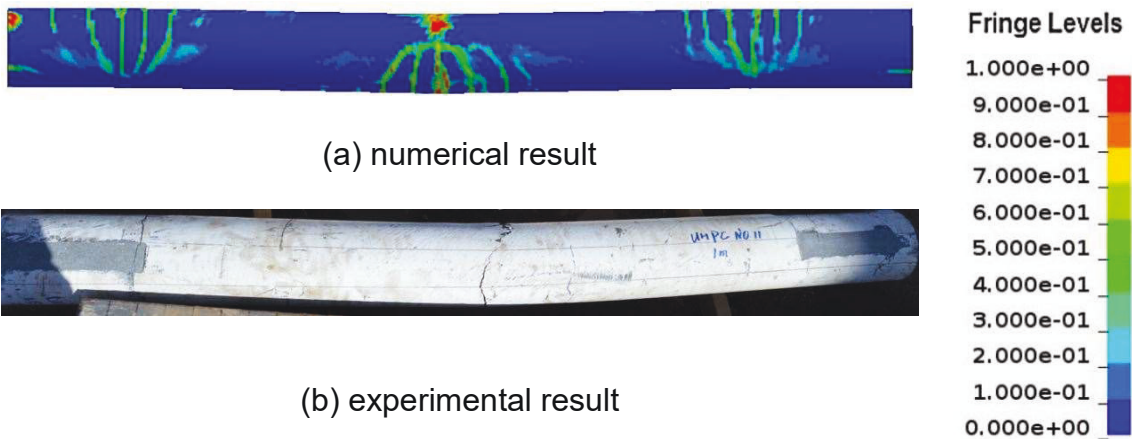 Fringe Levels
1.000e+00
9.000e-01
8.000e-01
7.000e-01
6.000e-01
5.000e-01
4.000e-01
3.000e-01
2.000e-01
1.000e-01
0.000e+00
(a) numerical result
UHPC NO 11
1m
(b) experimental result